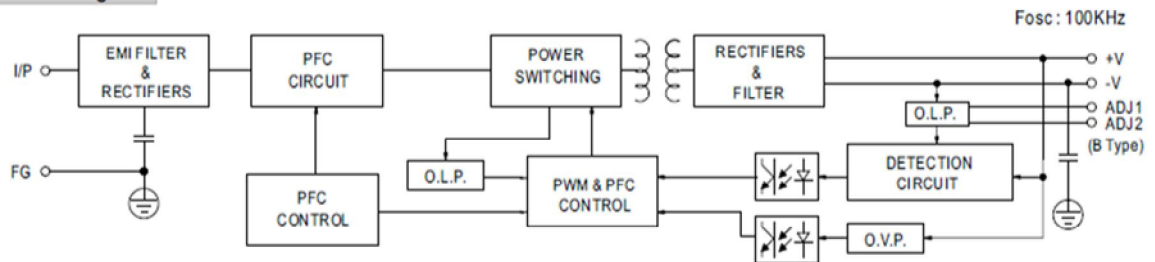 Fosc : 100KHz
I/P
EMI FILTER
&
RECTIFIERS
PFC
CIRCUIT
POWER
SWITCHING
RECTIFIERS
&
FILTER
+V
-V
O.L.P.
ADJ1
ADJ2
(B Type)
FG
PFC
CONTROL
O.L.P.
PWM & PFC
CONTROL
DETECTION
CIRCUIT
O.V.P.